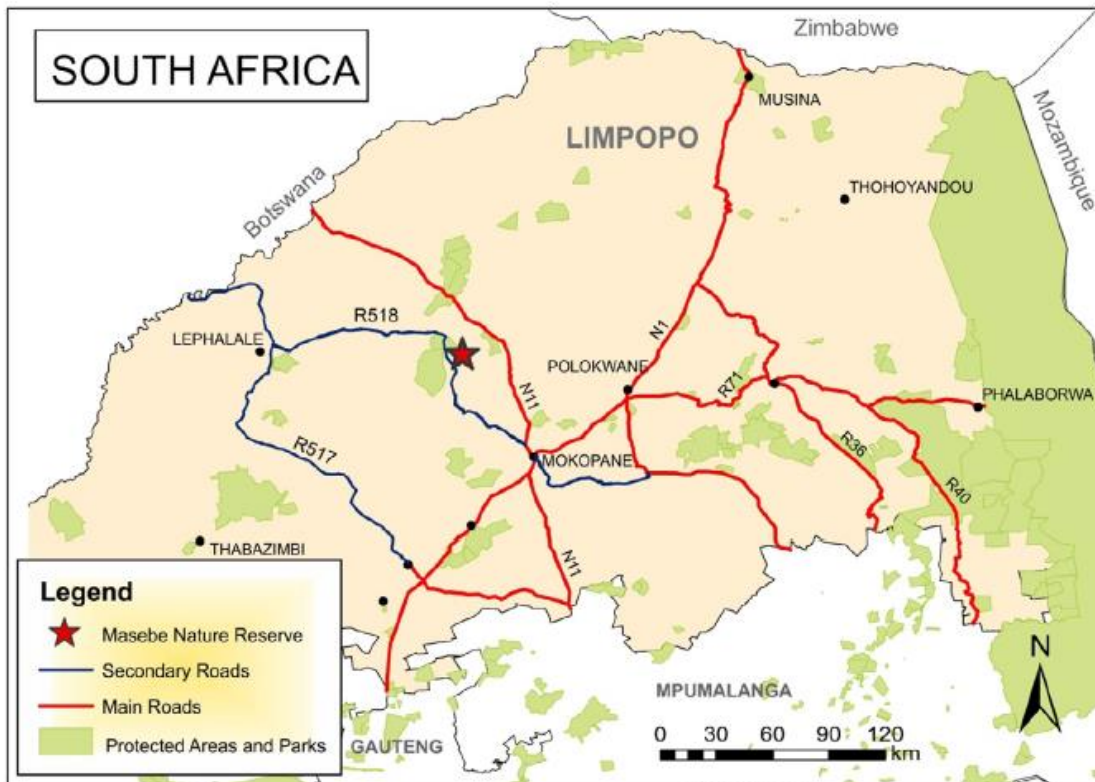 SOUTH AFRICA
Zimbabwe
MUSINA
LIMPOPO
Mozambique
THOHOYANDOU
Botswana
R518
LEPHALALE
N1
POLOKWANE
R71
N11
PHALABORWA
R517
MOKOPANE
R36
R40
THABAZIMBI
N11
Legend
Masebe Nature Reserve
Secondary Roads
Main Roads
Protected Areas and Parks
GAUTENG
MPUMALANGA
N
0 15 30 60 90 120
km